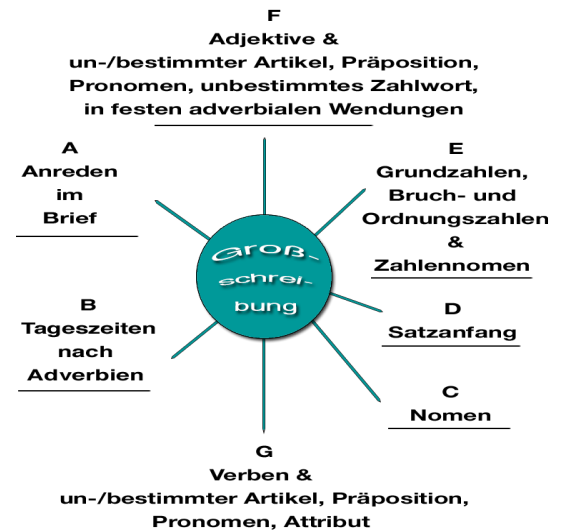 F
Adjektive &
un-/bestimmter Artikel, Präposition,
Pronomen, unbestimmtes Zahlwort,
in festen adverbialen Wendungen
A
Anreden
im
Brief
E
Grundzahlen,
Bruch- und
Ordnungszahlen
&
Zahlennomen
Groß-
schrei-
bung
B
Tageszeiten
nach
Adverbien
D
Satzanfang
C
Nomen
G
Verben &
un-/bestimmter Artikel, Präposition,
Pronomen, Attribut